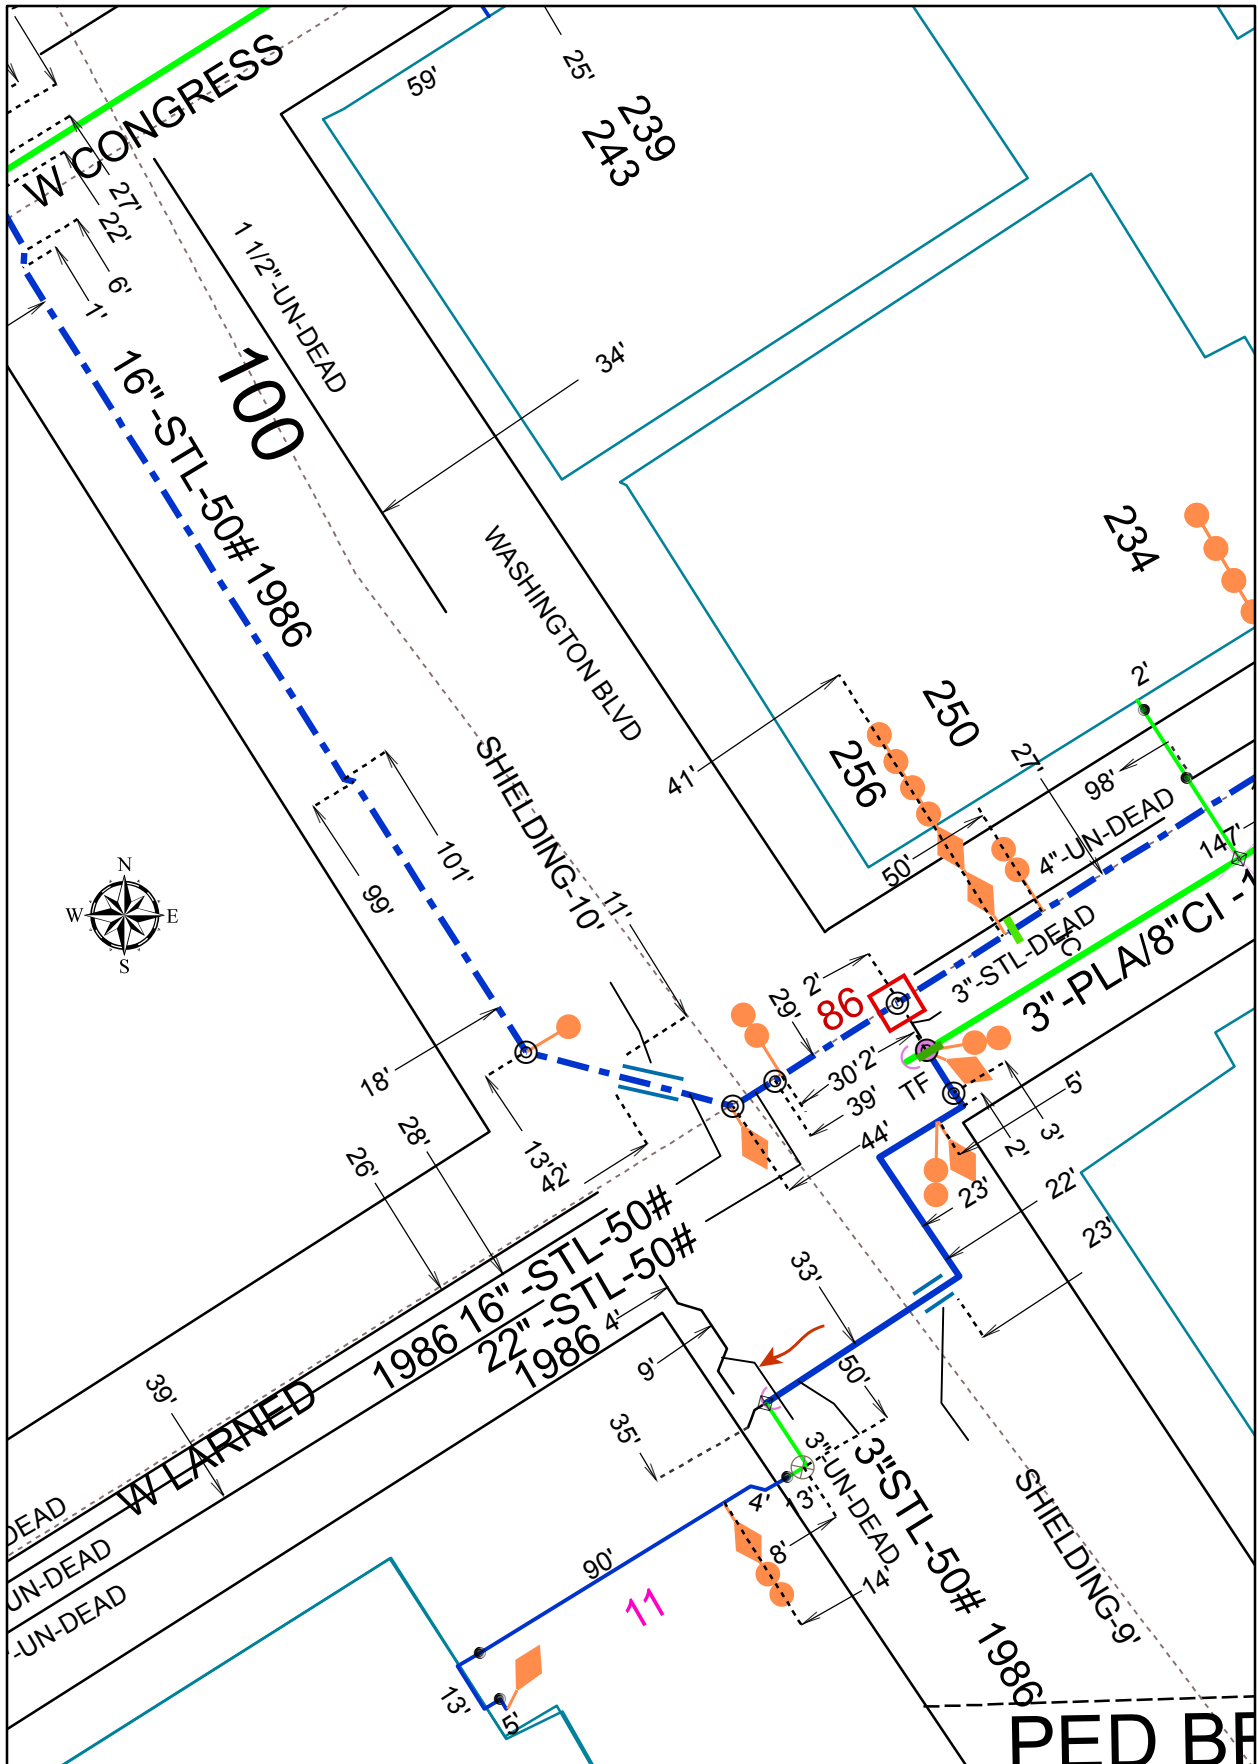 59'
25'
239
243
W CONGRESS
27'
22'
6'
1'
1 1/2"-UN-DEAD
34'
100
16"-STL-50# 1986
WASHINGTON BLVD
234
2'
250
256
27'
98'
41'
4"-UN-DEAD
147'
50'
SHIELDING-10'
101'
99'
11'
N
W
E
S
3"-STL-DEAD
3"-PLA/8"CI -1
2'
29'
86
30'
2'
39'
TF
44'
5'
3'
2'
18'
28'
26'
13'
42'
23'
22'
23'
1986 16" -STL-50#
22" -STL-50#
1986
4'
33'
9'
50'
35'
39'
W LARNED
DEAD
UN-DEAD
-UN-DEAD
3"UN-DEAD
3"STL-50# 1986
4'
13'
8'
14'
90'
11
SHIELDING-9'
13'
5'
PED BR